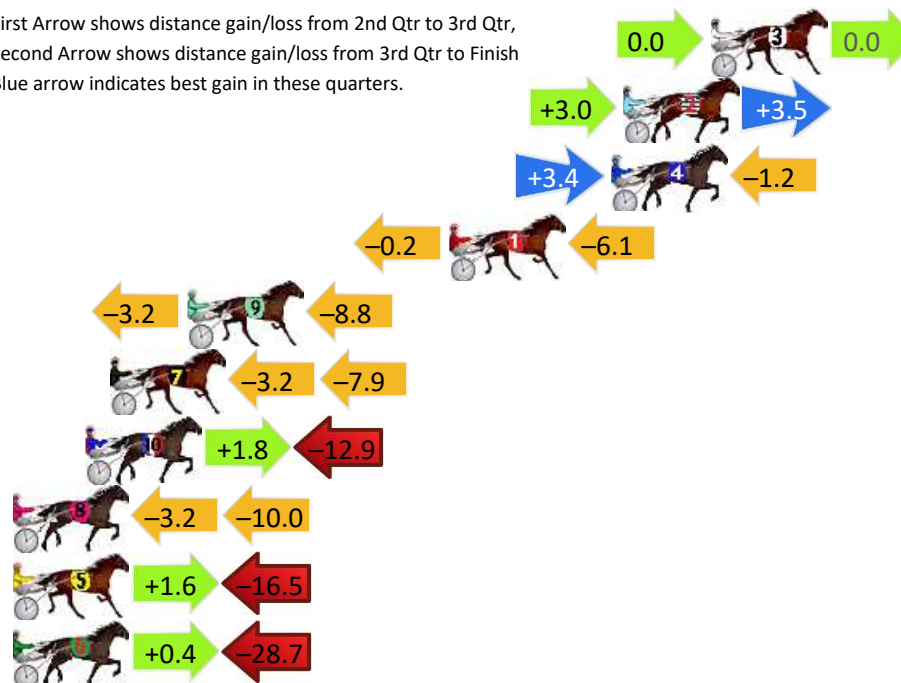 irst Arrow shows distance gain/loss from 2nd Qtr to 3rd Qtr,
econd Arrow shows distance gain/loss from 3rd Qtr to Finish
lue arrow indicates best gain in these quarters.
0.0 3 0.0
+3.0 2 +3.5
+3.4 4 −1.2
−0.2 1 −6.1
−3.2 9 −8.8
7 −3.2 −7.9
10 +1.8 −12.9
8 −3.2 −10.0
5 +1.6 −16.5
6 +0.4 −28.7